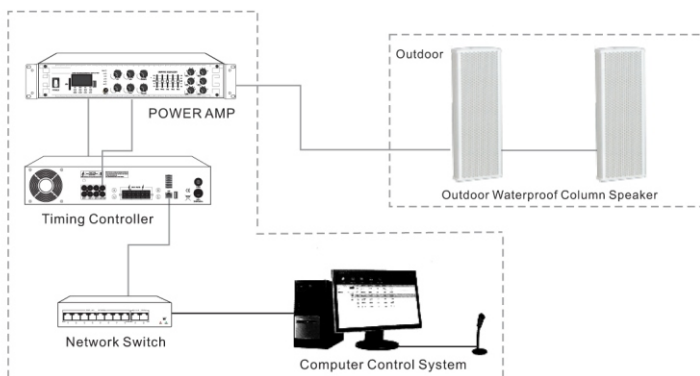 Outdoor
POWER AMP
Outdoor Waterproof Column Speaker
Timing Controller
Network Switch
Computer Control System